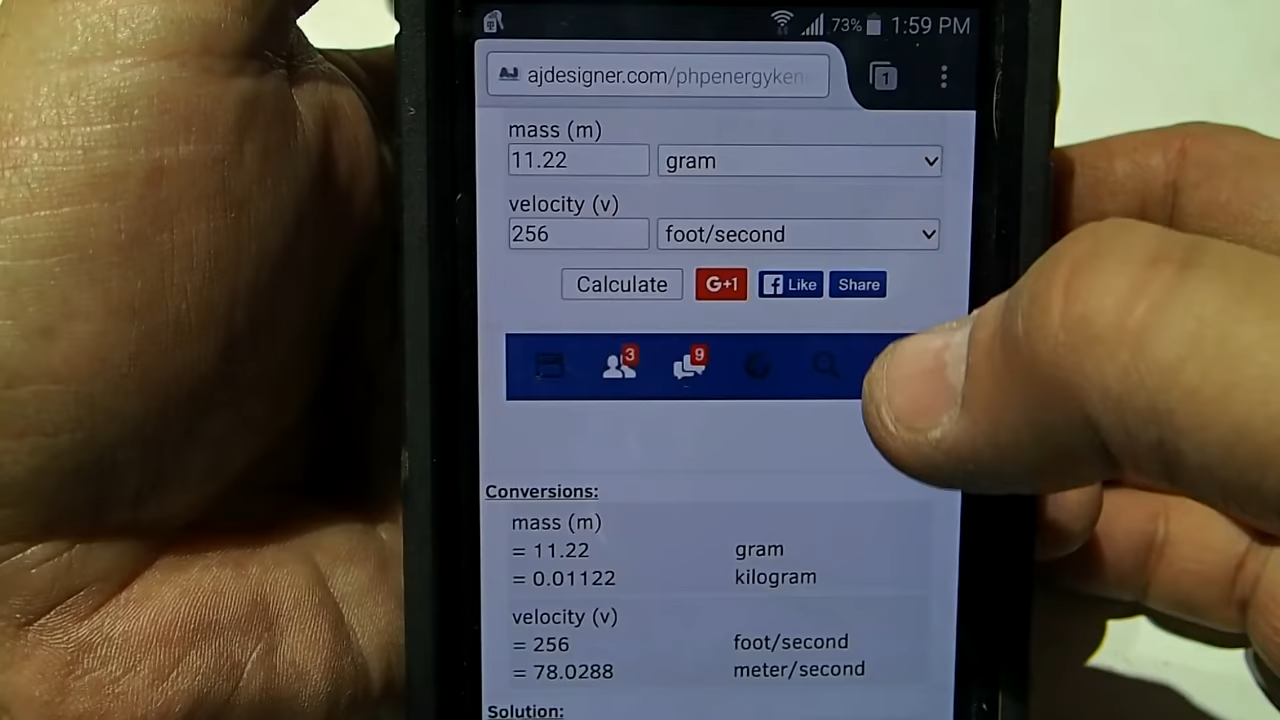 73% 1:59 PM
AJ ajdesigner.com/phpenergyken 1
mass (m)
11.22 gram
velocity (v)
256 foot/second
Calculate G+1 f Like Share
3 9
Conversions:
mass (m)
= 11.22 gram
= 0.01122 kilogram
velocity (v)
= 256 foot/second
= 78.0288 meter/second
Solution: